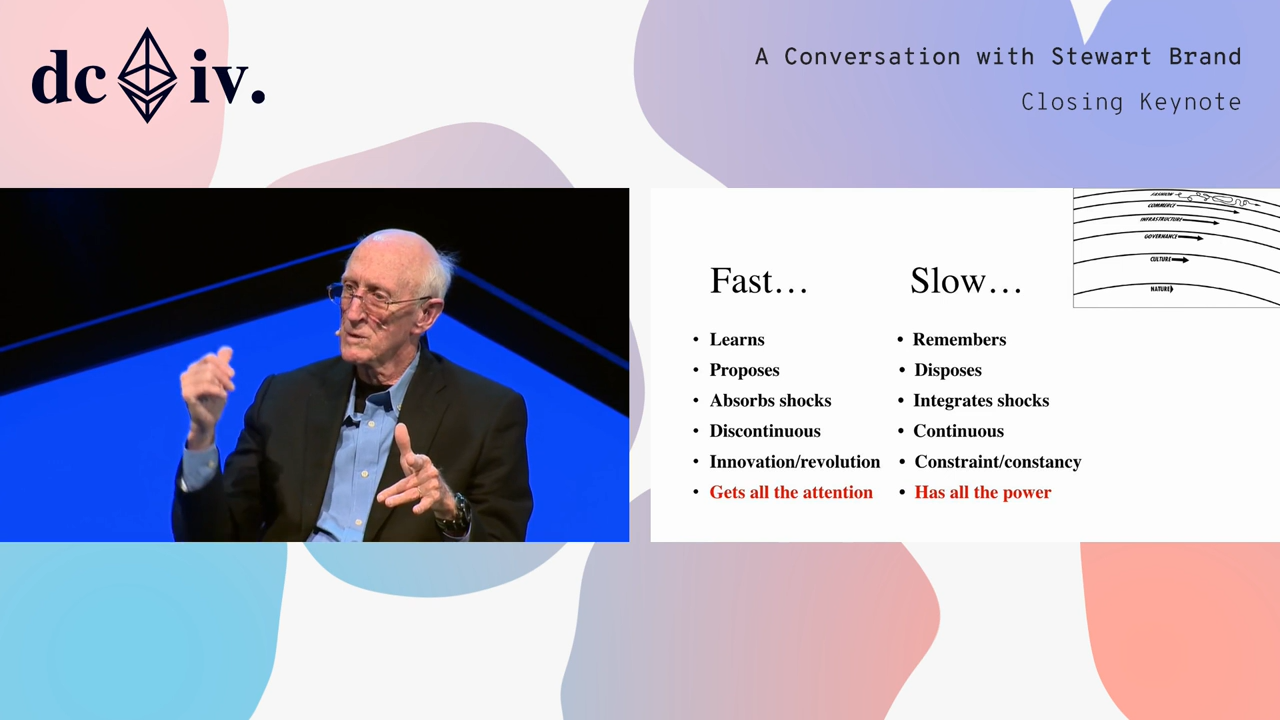 dc iv.
A Conversation with Stewart Brand
Closing Keynote
FASHION
COMMERCE
INFRASTRUCTURE
GOVERNANCE
CULTURE
NATURE
Fast… Slow…
• Learns • Remembers
• Proposes • Disposes
• Absorbs shocks • Integrates shocks
• Discontinuous • Continuous
• Innovation/revolution • Constraint/constancy
• Gets all the attention • Has all the power